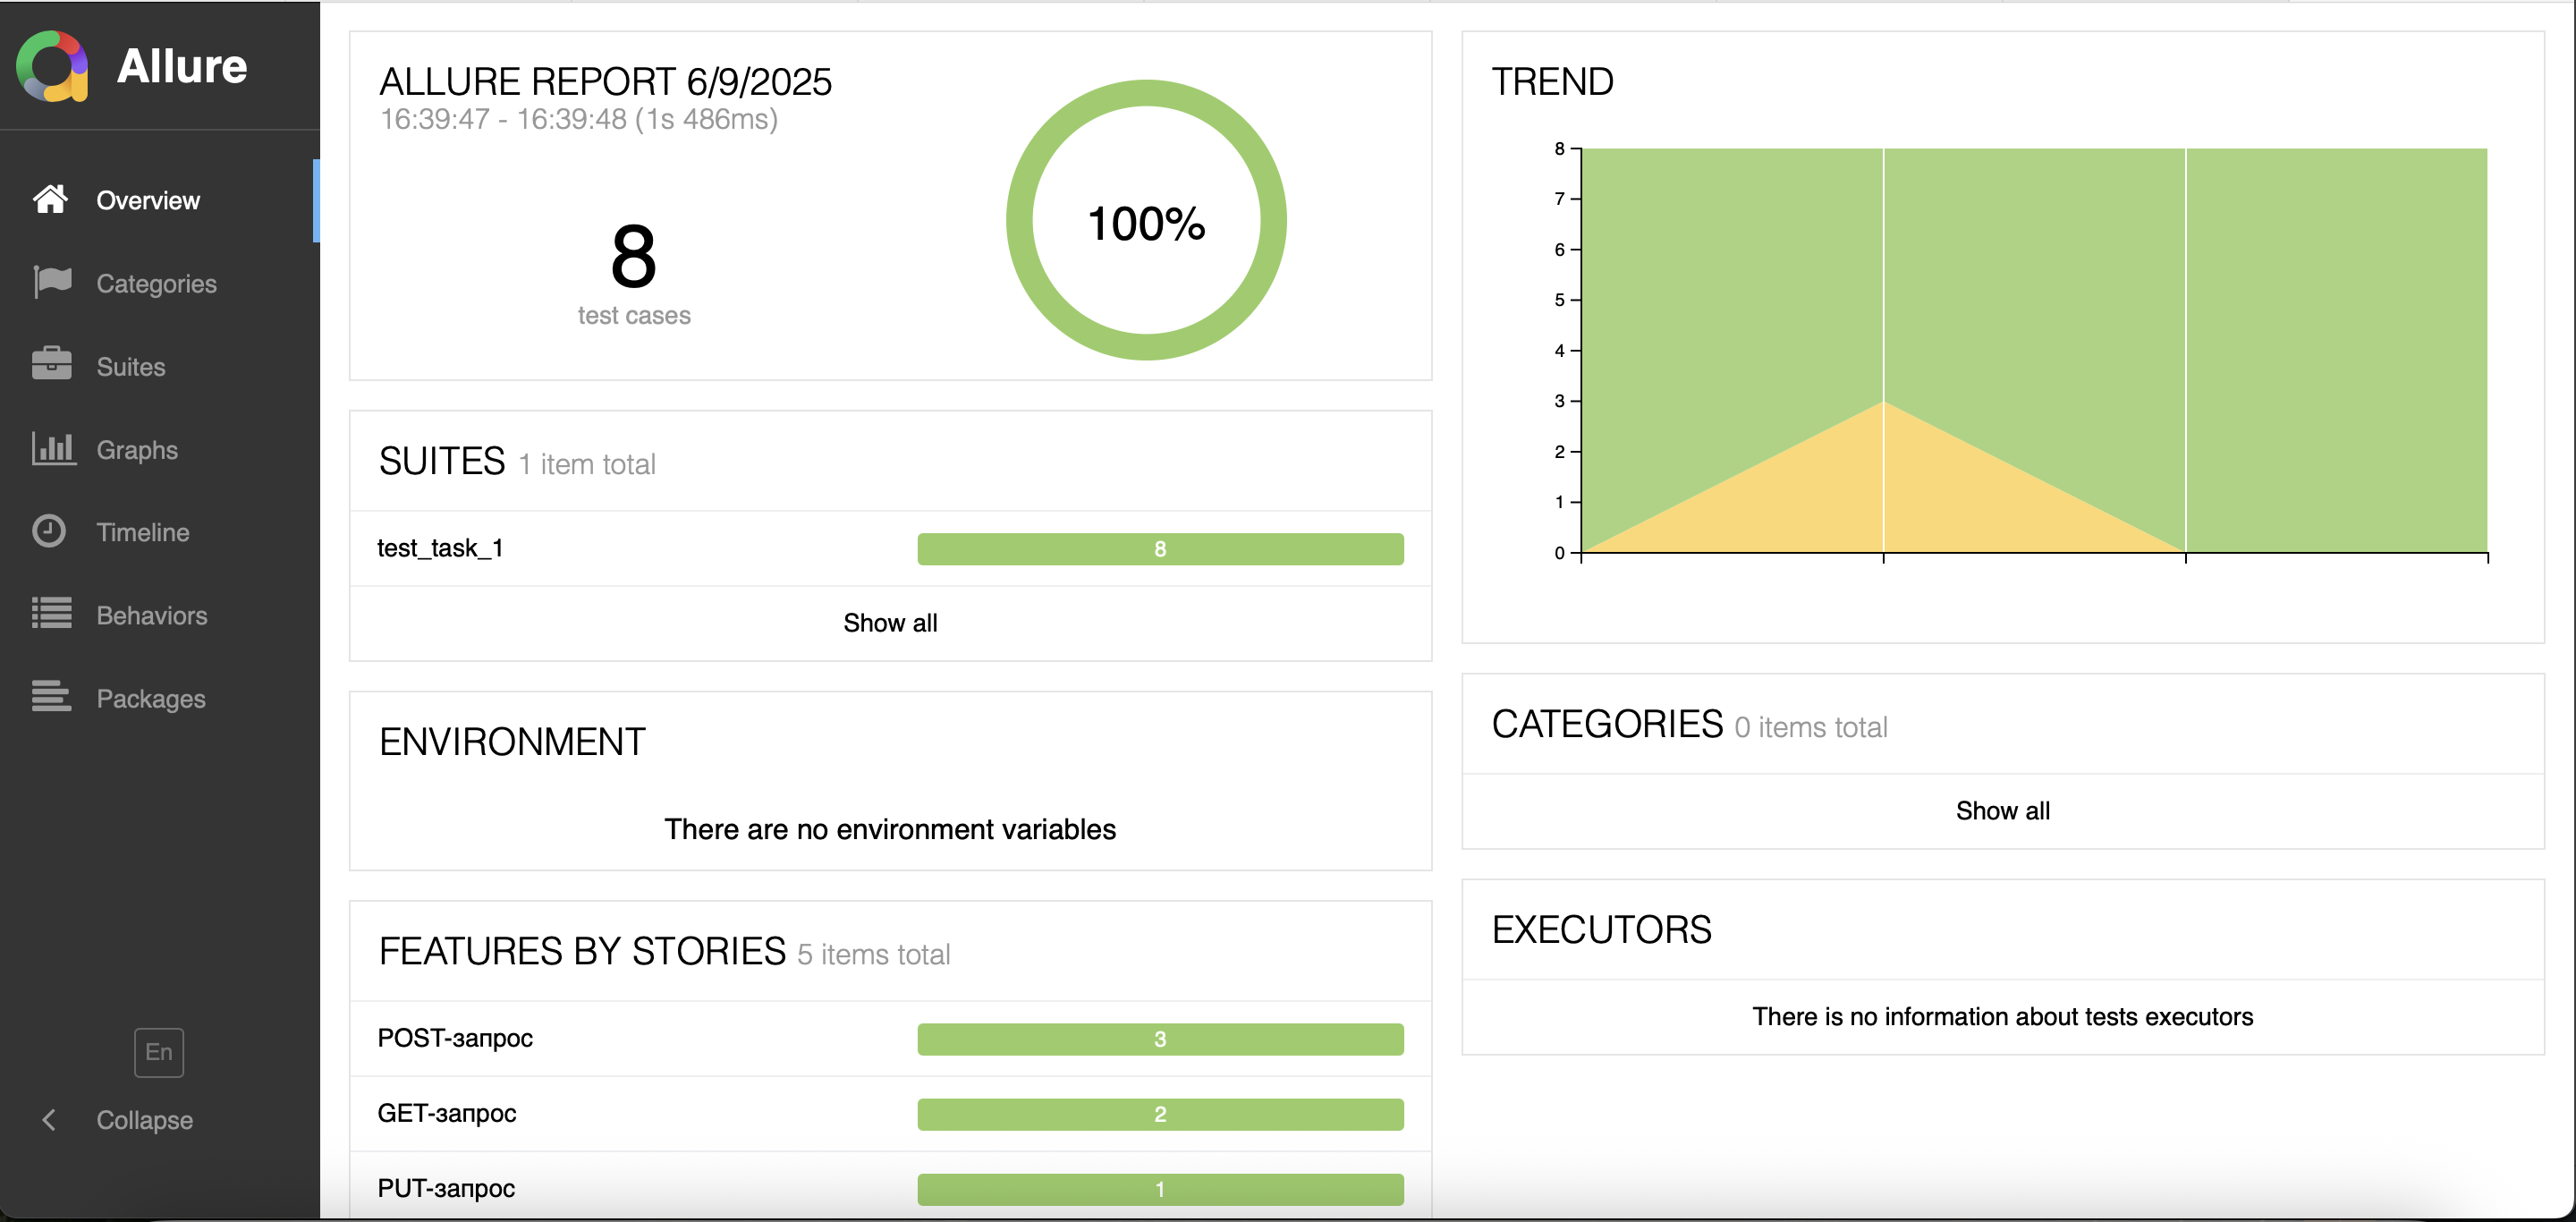 Allure
Overview
Categories
Suites
Graphs
Timeline
Behaviors
Packages
En
Collapse
ALLURE REPORT 6/9/2025
16:39:47 - 16:39:48 (1s 486ms)
8
test cases
100%
SUITES 1 item total
test_task_1 8
Show all
ENVIRONMENT
There are no environment variables
FEATURES BY STORIES 5 items total
POST-запрос 3
GET-запрос 2
PUT-запрос 1
TREND
8
7
6
5
4
3
2
1
0
CATEGORIES 0 items total
Show all
EXECUTORS
There is no information about tests executors